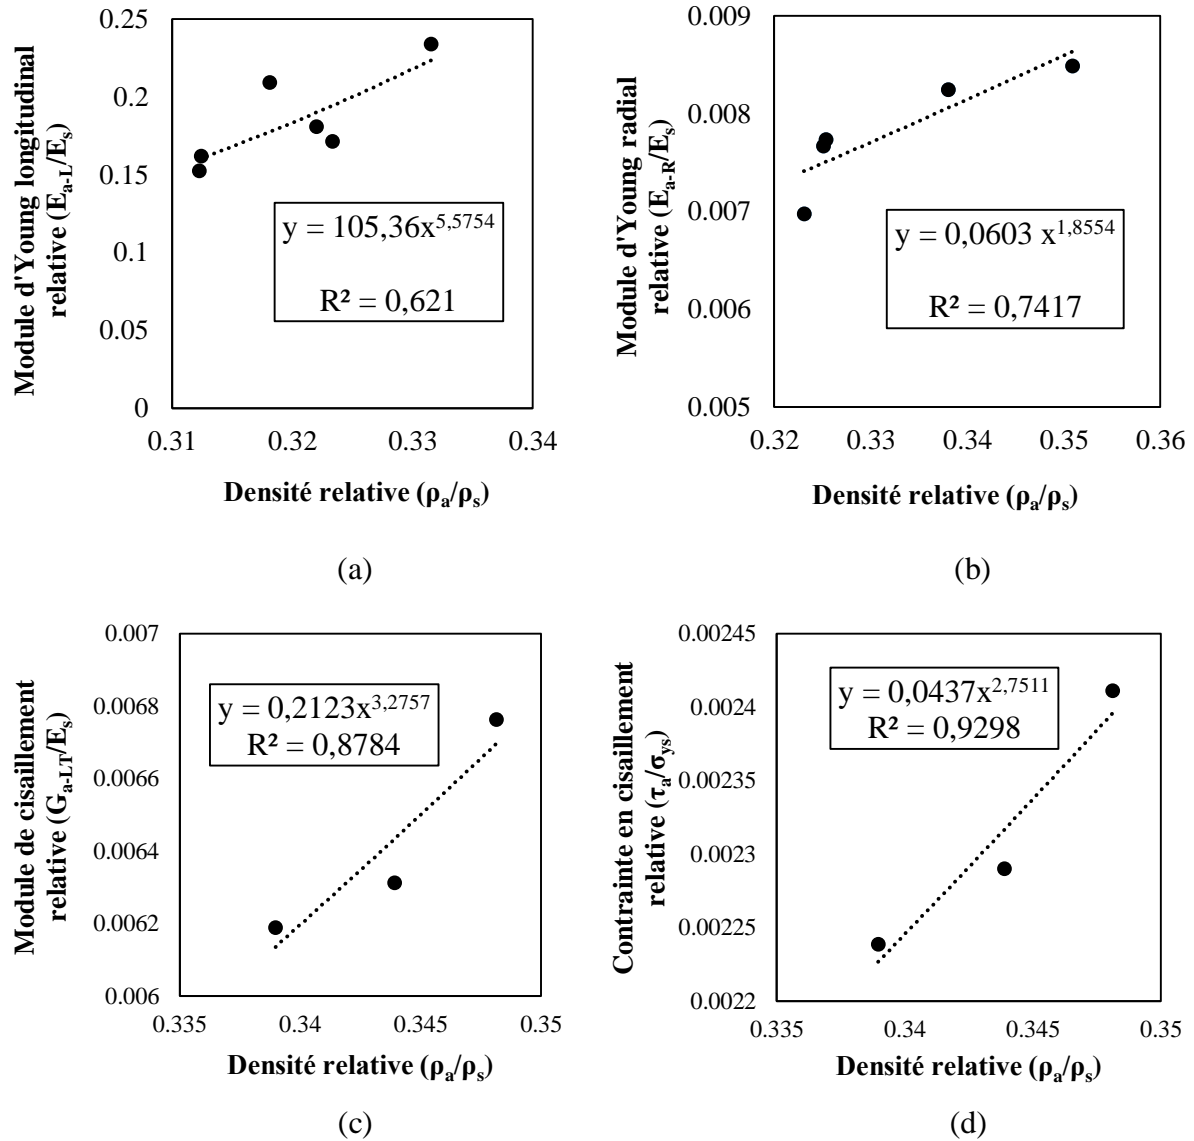 Module d'Young longitudinal
relative (Eₐ₋L/Eₛ)
0.25
0.2
0.15
0.1
0.05
0
y = 105,36x^5,5754
R² = 0,621
0.31 0.32 0.33 0.34
Densité relative (ρₐ/ρₛ)
(a)
Module d'Young radial
relative (Eₐ₋R/Eₛ)
0.009
0.008
0.007
0.006
0.005
y = 0,0603 x^1,8554
R² = 0,7417
0.32 0.33 0.34 0.35 0.36
Densité relative (ρₐ/ρₛ)
(b)
Module de cisaillement
relative (Gₐ₋LT/Eₛ)
0.007
0.0068
0.0066
0.0064
0.0062
0.006
y = 0,2123x^3,2757
R² = 0,8784
0.335 0.34 0.345 0.35
Densité relative (ρₐ/ρₛ)
(c)
Contrainte en cisaillement
relative (τₐ/σyₛ)
0.00245
0.0024
0.00235
0.0023
0.00225
0.0022
y = 0,0437x^2,7511
R² = 0,9298
0.335 0.34 0.345 0.35
Densité relative (ρₐ/ρₛ)
(d)